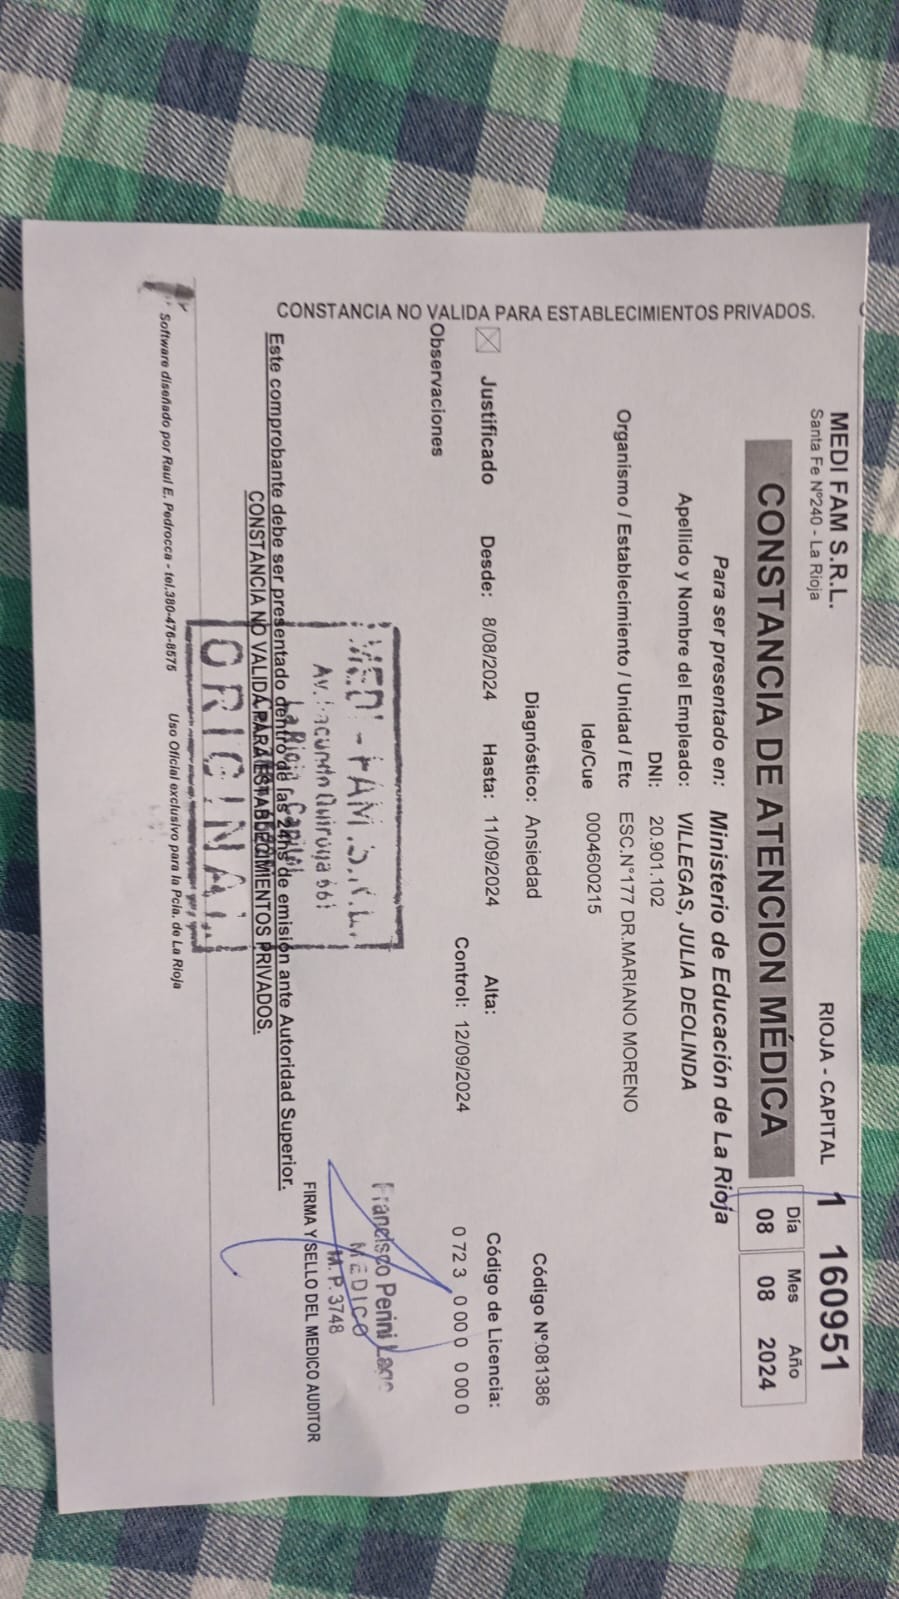 MEDI FAM S.R.L.
Santa Fe Nº240 - La Rioja
RIOJA - CAPITAL 1 160951
CONSTANCIA DE ATENCION MÉDICA
Día Mes Año
08 08 2024
Para ser presentado en: Ministerio de Educación de La Rioja
Apellido y Nombre del Empleado: VILLEGAS, JULIA DEOLINDA
DNI: 20.901.102
Organismo / Establecimiento / Unidad / Etc ESC.N°177 DR.MARIANO MORENO
Ide/Cue 0004600215
Diagnóstico: Ansiedad
Código Nº:081386
Justificado Desde: 8/08/2024 Hasta: 11/09/2024 Alta:
Código de Licencia:
Control: 12/09/2024
0 72 3 0 00 0 0 00 0
Observaciones
MEDI - FAM S.R.L.
Av. Facundo Quiroga 661
La Rioja - Capital
ORIGINAL
Francisco Perini
MEDICO
M. P. 3748
FIRMA Y SELLO DEL MEDICO AUDITOR
Este comprobante debe ser presentado dentro de las 24hs de emisión ante Autoridad Superior.
CONSTANCIA NO VALIDA PARA ESTABLECIMIENTOS PRIVADOS.
Software diseñado por Raul E. Pedrocca - tel.380-476-8575 Uso Oficial exclusivo para la Pcia. de La Rioja
CONSTANCIA NO VALIDA PARA ESTABLECIMIENTOS PRIVADOS.